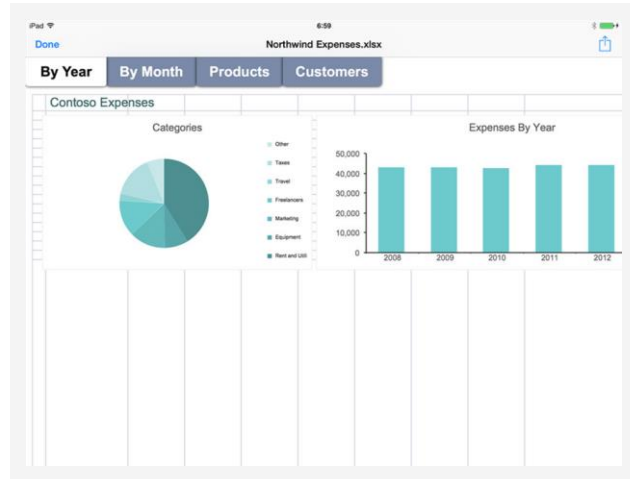 iPad 6:59
Done Northwind Expenses.xlsx
By Year By Month Products Customers
Contoso Expenses
Categories
Other
Taxes
Travel
Freelancers
Marketing
Equipment
Rent and Utili
Expenses By Year
50,000
40,000
30,000
20,000
10,000
0
2008 2009 2010 2011 2012